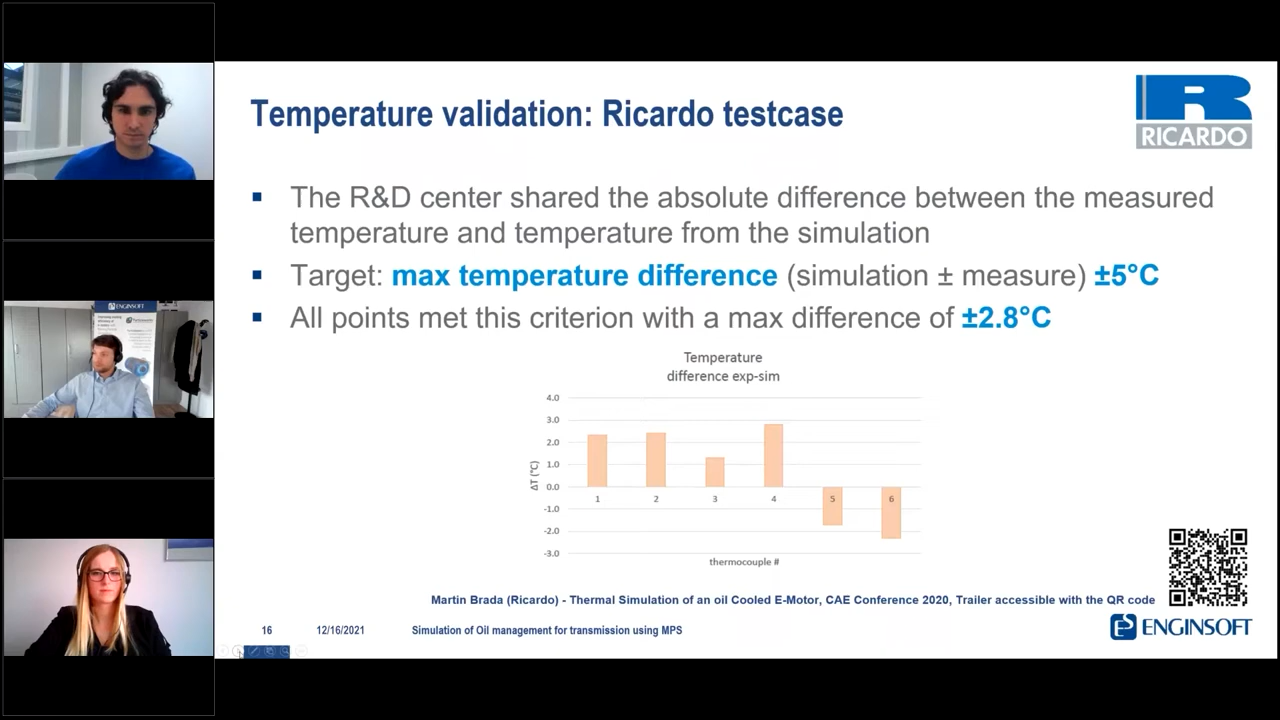 Temperature validation: Ricardo testcase
RICARDO
▪ The R&D center shared the absolute difference between the measured
temperature and temperature from the simulation
▪ Target: max temperature difference (simulation ± measure) ±5°C
▪ All points met this criterion with a max difference of ±2.8°C
Temperature
difference exp-sim
4.0
3.0
2.0
1.0
0.0
-1.0
-2.0
-3.0
ΔT (°C)
1 2 3 4 5 6
thermocouple #
Martin Brada (Ricardo) - Thermal Simulation of an oil Cooled E-Motor, CAE Conference 2020, Trailer accessible with the QR code
16 12/16/2021 Simulation of Oil management for transmission using MPS
ENGINSOFT
ENGINSOFT